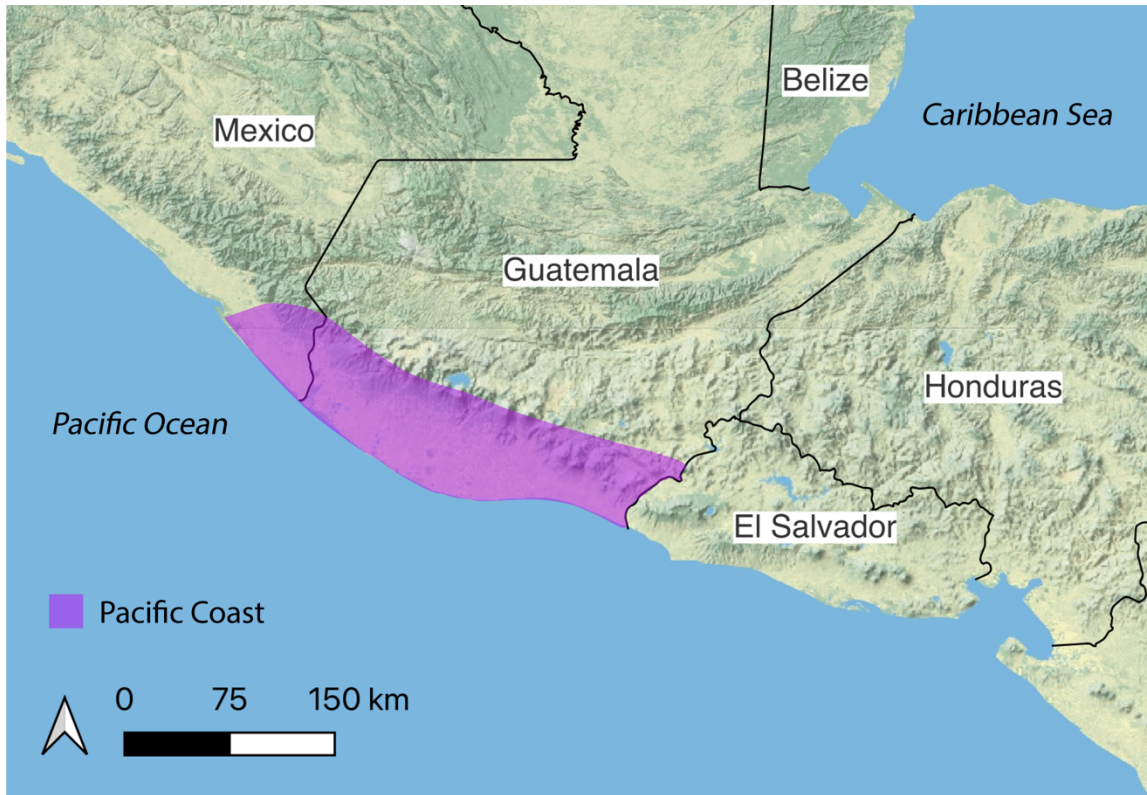 Belize
Mexico
Caribbean Sea
Guatemala
Honduras
Pacific Ocean
El Salvador
Pacific Coast
0 75 150 km